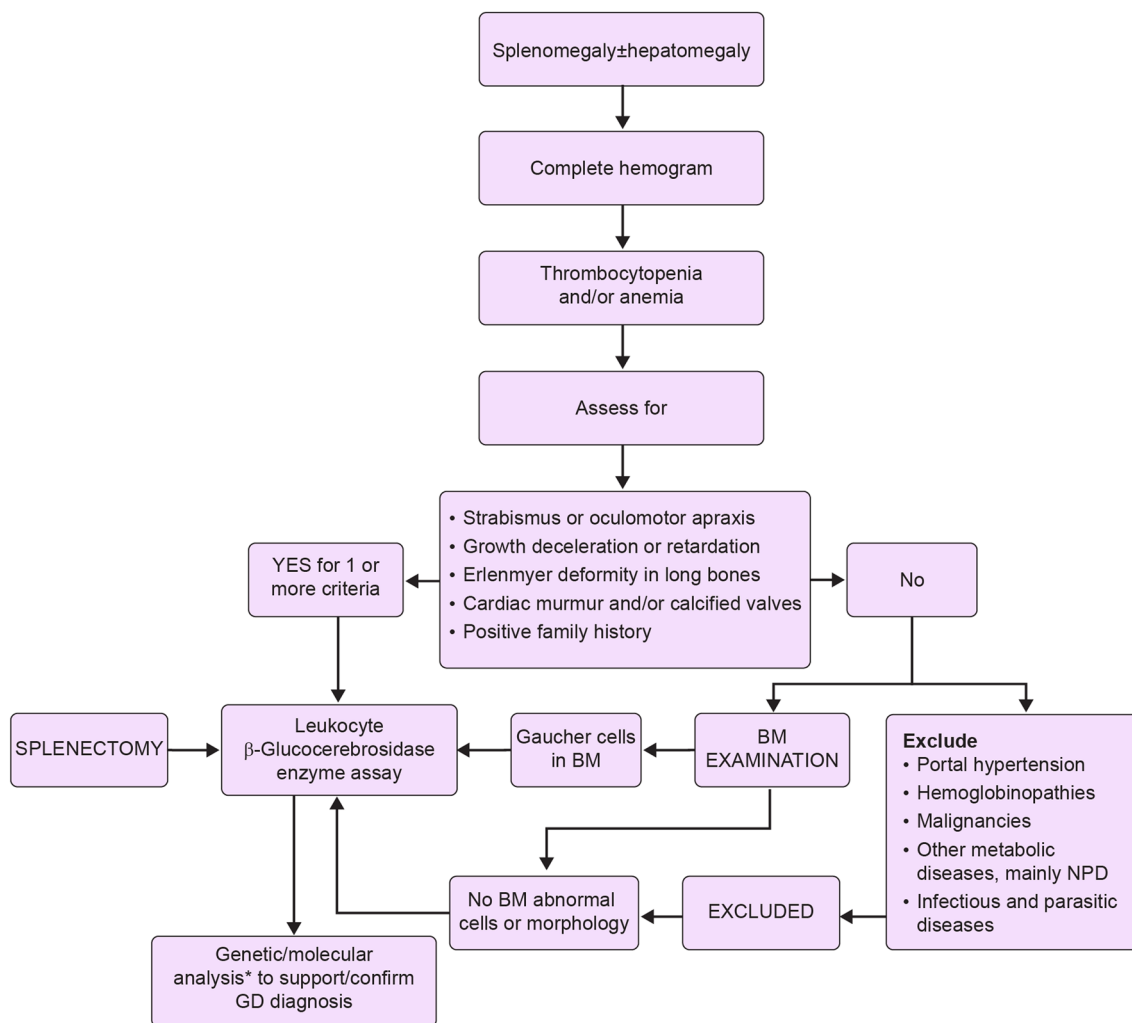 Splenomegaly±hepatomegaly
Complete hemogram
Thrombocytopenia
and/or anemia
Assess for
• Strabismus or oculomotor apraxis
• Growth deceleration or retardation
• Erlenmyer deformity in long bones
• Cardiac murmur and/or calcified valves
• Positive family history
YES for 1 or
more criteria
No
SPLENECTOMY
Leukocyte
β-Glucocerebrosidase
enzyme assay
Gaucher cells
in BM
BM
EXAMINATION
Exclude
• Portal hypertension
• Hemoglobinopathies
• Malignancies
• Other metabolic
diseases, mainly NPD
• Infectious and parasitic
diseases
No BM abnormal
cells or morphology
EXCLUDED
Genetic/molecular
analysis* to support/confirm
GD diagnosis